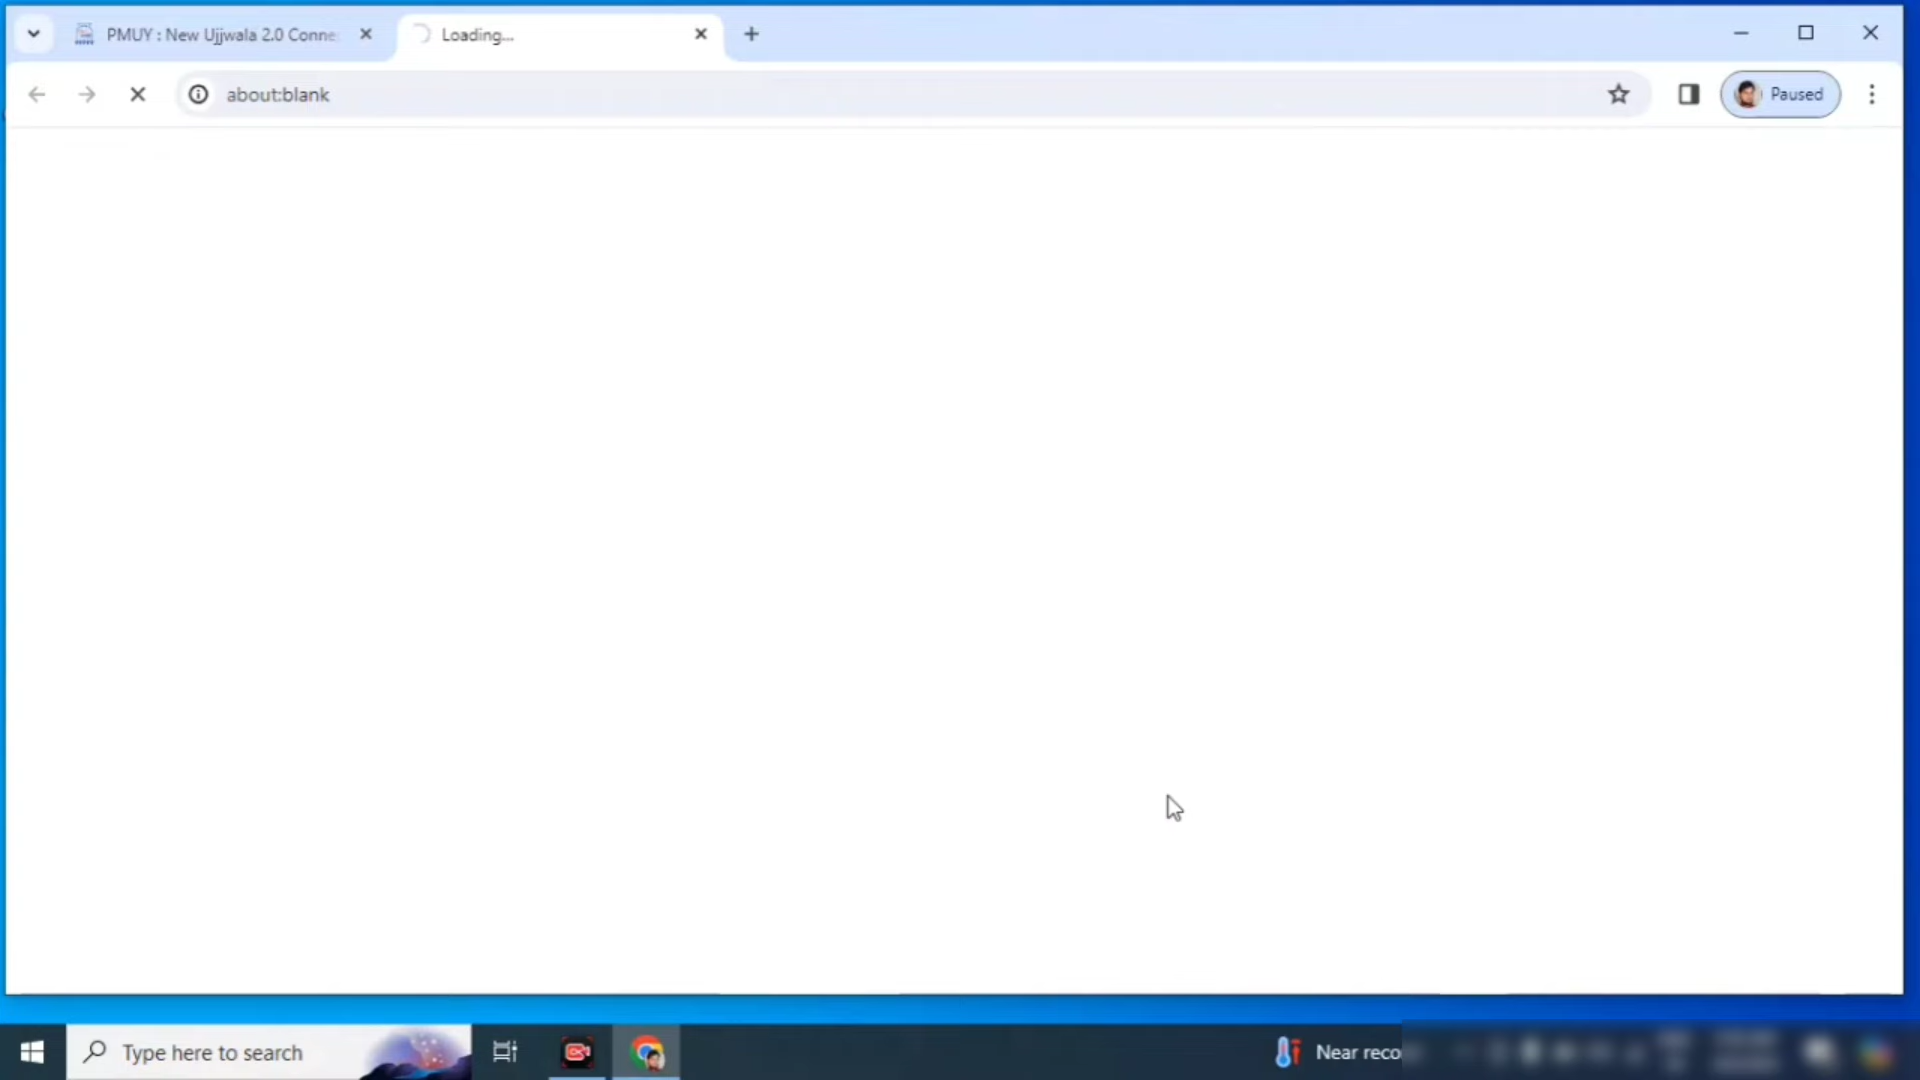 PMUY : New Ujjwala 2.0 Conne
Loading...
about:blank
Paused
Type here to search
Near reco